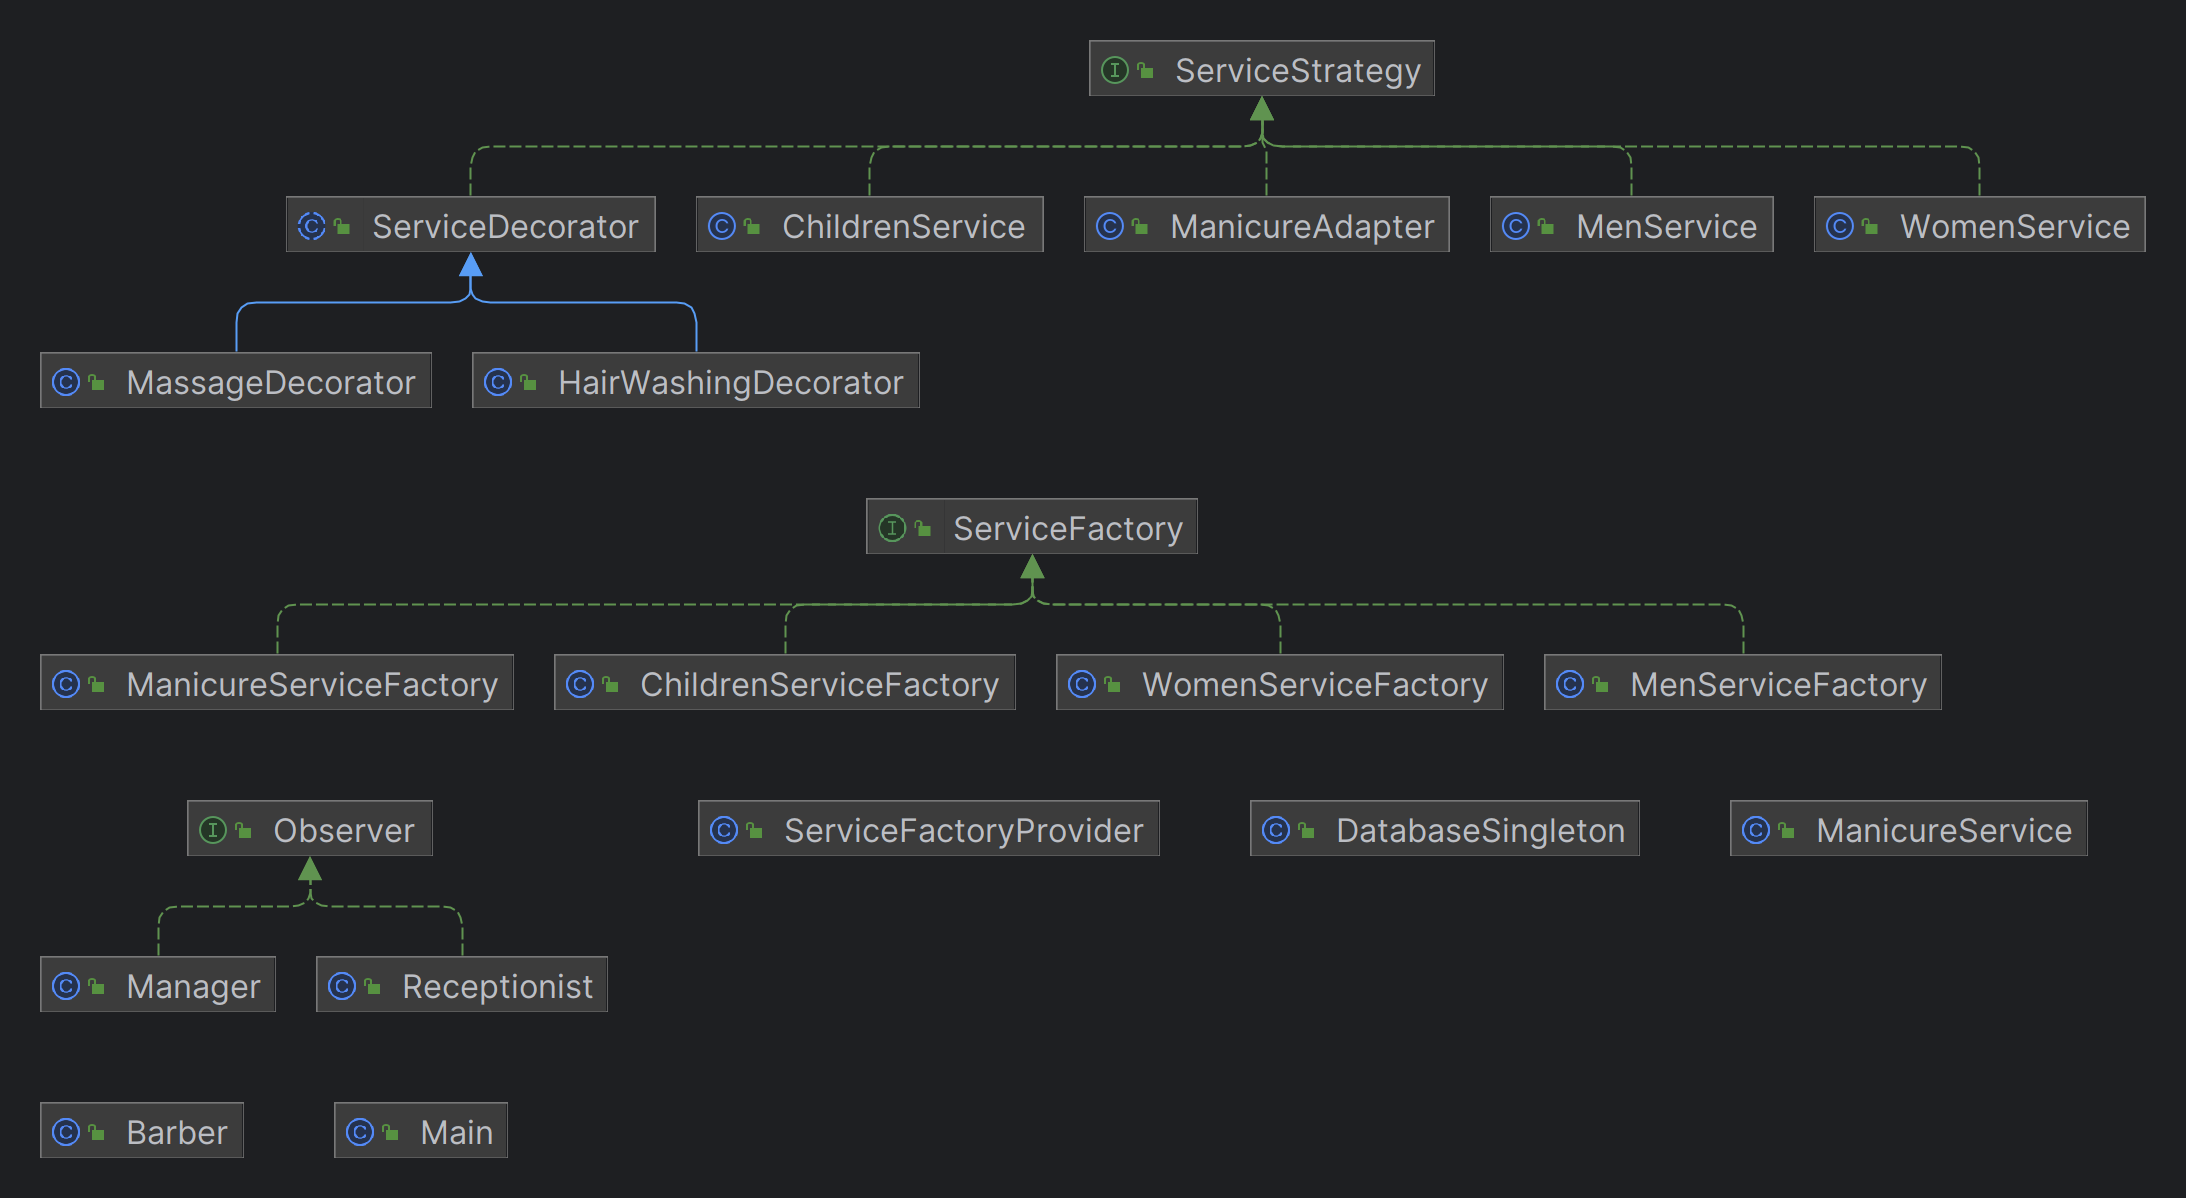 ServiceStrategy
ServiceDecorator
ChildrenService
ManicureAdapter
MenService
WomenService
MassageDecorator
HairWashingDecorator
ServiceFactory
ManicureServiceFactory
ChildrenServiceFactory
WomenServiceFactory
MenServiceFactory
Observer
ServiceFactoryProvider
DatabaseSingleton
ManicureService
Manager
Receptionist
Barber
Main